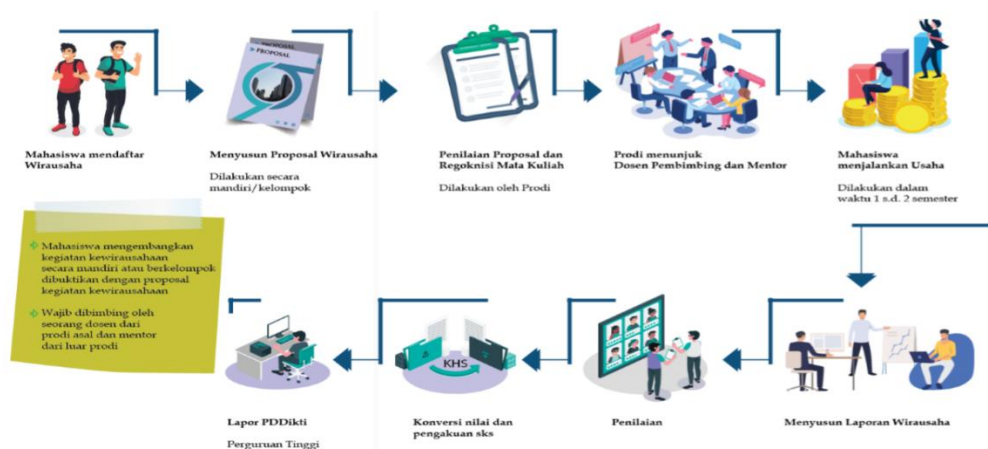 PROPOSAL
PROPOSAL
Mahasiswa mendaftar
Wirausaha
Menyusun Proposal Wirausaha
Dilakukan secara
mandiri/kelompok
Penilaian Proposal dan
Regoknisi Mata Kuliah
Dilakukan oleh Prodi
Prodi menunjuk
Dosen Pembimbing dan Mentor
Mahasiswa
menjalankan Usaha
Dilakukan dalam
waktu 1 s.d. 2 semester
Mahasiswa mengembangkan
kegiatan kewirausahaan
secara mandiri atau berkelompok
dibuktikan dengan proposal
kegiatan kewirausahaan
Wajib dibimbing oleh
seorang dosen dari
prodi asal dan mentor
dari luar prodi
KHS
Lapor PDDikti
Perguruan Tinggi
Konversi nilai dan
pengakuan sks
Penilaian
Menyusun Laporan Wirausaha